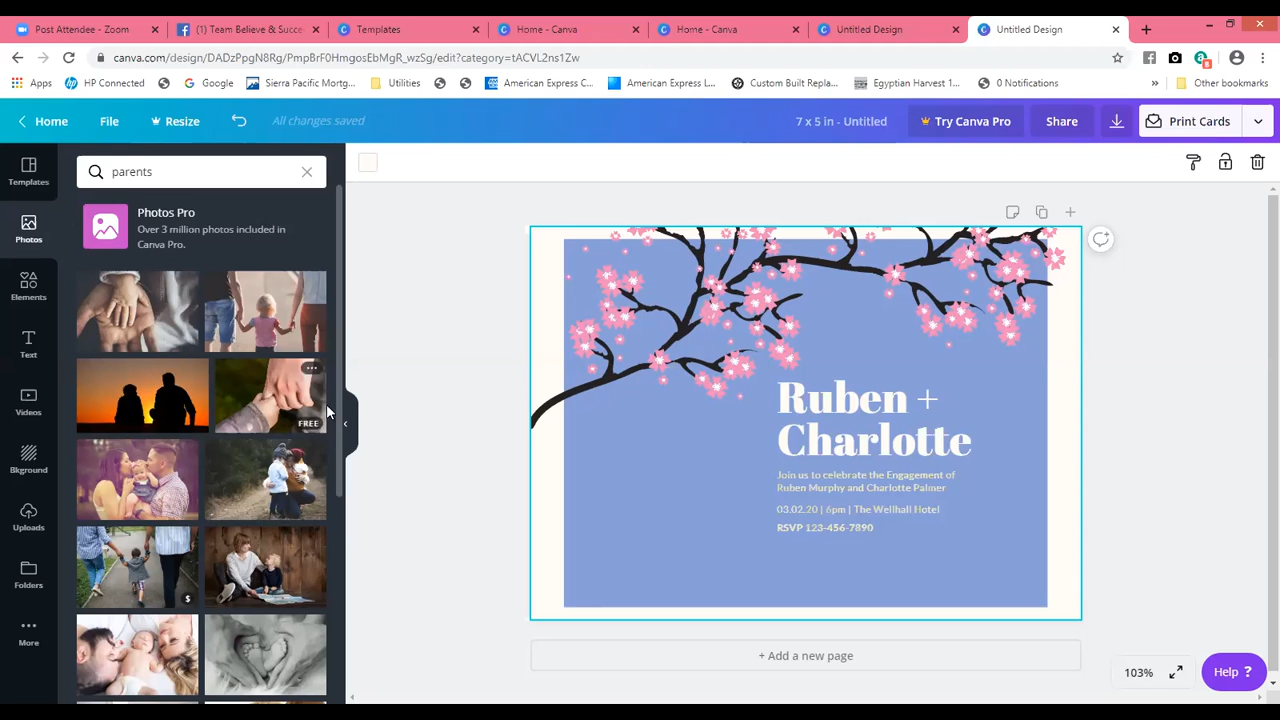 Post Attendee - Zoom
(1) Team Believe & Succe
Templates
Home - Canva
Home - Canva
Untitled Design
Untitled Design
canva.com/design/DADzPpgN8Rg/PmpBrF0HmgosEbMgR_wzSg/edit?category=tACVL2ns1Zw
8
Apps
HP Connected
Google
Sierra Pacific Mortg...
Utilities
American Express C...
American Express L...
Custom Built Repla...
Egyptian Harvest 1...
0 Notifications
»
Other bookmarks
Home
File
Resize
All changes saved
7 x 5 in - Untitled
Try Canva Pro
Share
Print Cards
Templates
Photos
Elements
Text
Videos
Bkground
Uploads
Folders
More
parents
Photos Pro
Over 3 million photos included in
Canva Pro.
FREE
$
Ruben +
Charlotte
Join us to celebrate the Engagement of
Ruben Murphy and Charlotte Palmer
03.02.20 | 6pm | The Wellhall Hotel
RSVP 123-456-7890
+ Add a new page
103%
Help ?